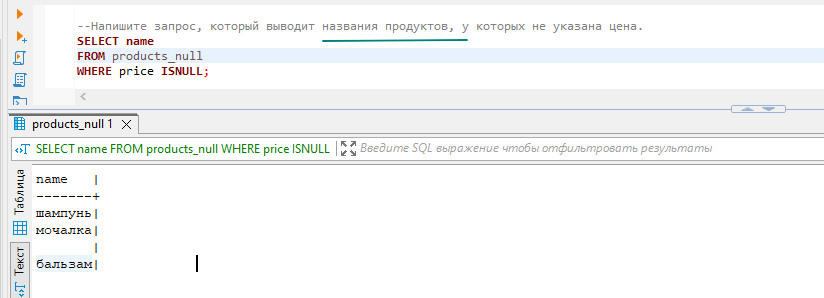 --Напишите запрос, который выводит названия продуктов, у которых не указана цена.
SELECT name
FROM products_null
WHERE price ISNULL;
products_null 1
SELECT name FROM products_null WHERE price ISNULL
Введите SQL выражение чтобы отфильтровать результаты
Таблица
Текст
name |
-------+
шампунь|
мочалка|
|
бальзам|